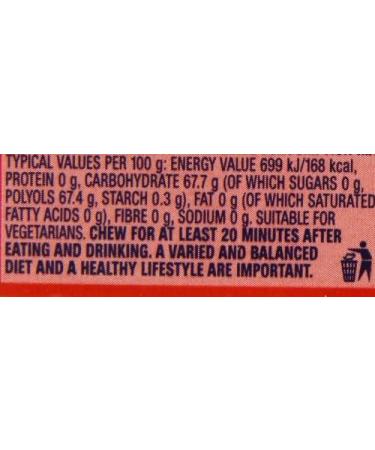 TYPICAL VALUES PER 100 g: ENERGY VALUE 699 kJ/168 kcal,
PROTEIN 0 g, CARBOHYDRATE 67.7 g (OF WHICH SUGARS 0 g,
POLYOLS 67.4 g, STARCH 0.3 g), FAT 0 g (OF WHICH SATURATED
FATTY ACIDS 0 g), FIBRE 0 g, SODIUM 0 g. SUITABLE FOR
VEGETARIANS. CHEW FOR AT LEAST 20 MINUTES AFTER
EATING AND DRINKING. A VARIED AND BALANCED
DIET AND A HEALTHY LIFESTYLE ARE IMPORTANT.